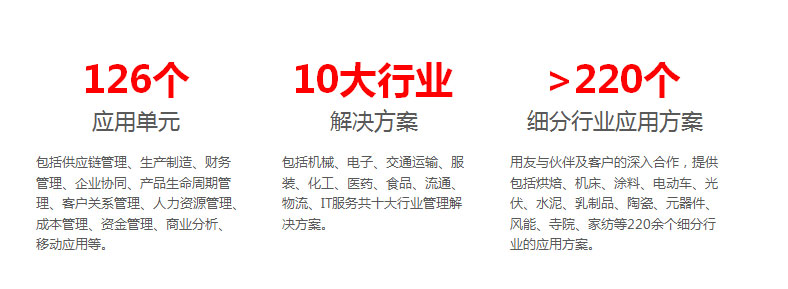 126个
应用单元
包括供应链管理、生产制造、财务
管理、企业协同、产品生命周期管
理、客户关系管理、人力资源管理、
成本管理、资金管理、商业分析、
移动应用等。
10大行业
解决方案
包括机械、电子、交通运输、服
装、化工、医药、食品、流通、
物流、IT服务共十大行业管理解
决方案。
>220个
细分行业应用方案
用友与伙伴及客户的深入合作，提供
包括烘焙、机床、涂料、电动车、光
伏、水泥、乳制品、陶瓷、元器件、
风能、寺院、家纺等220余个细分行
业的应用方案。